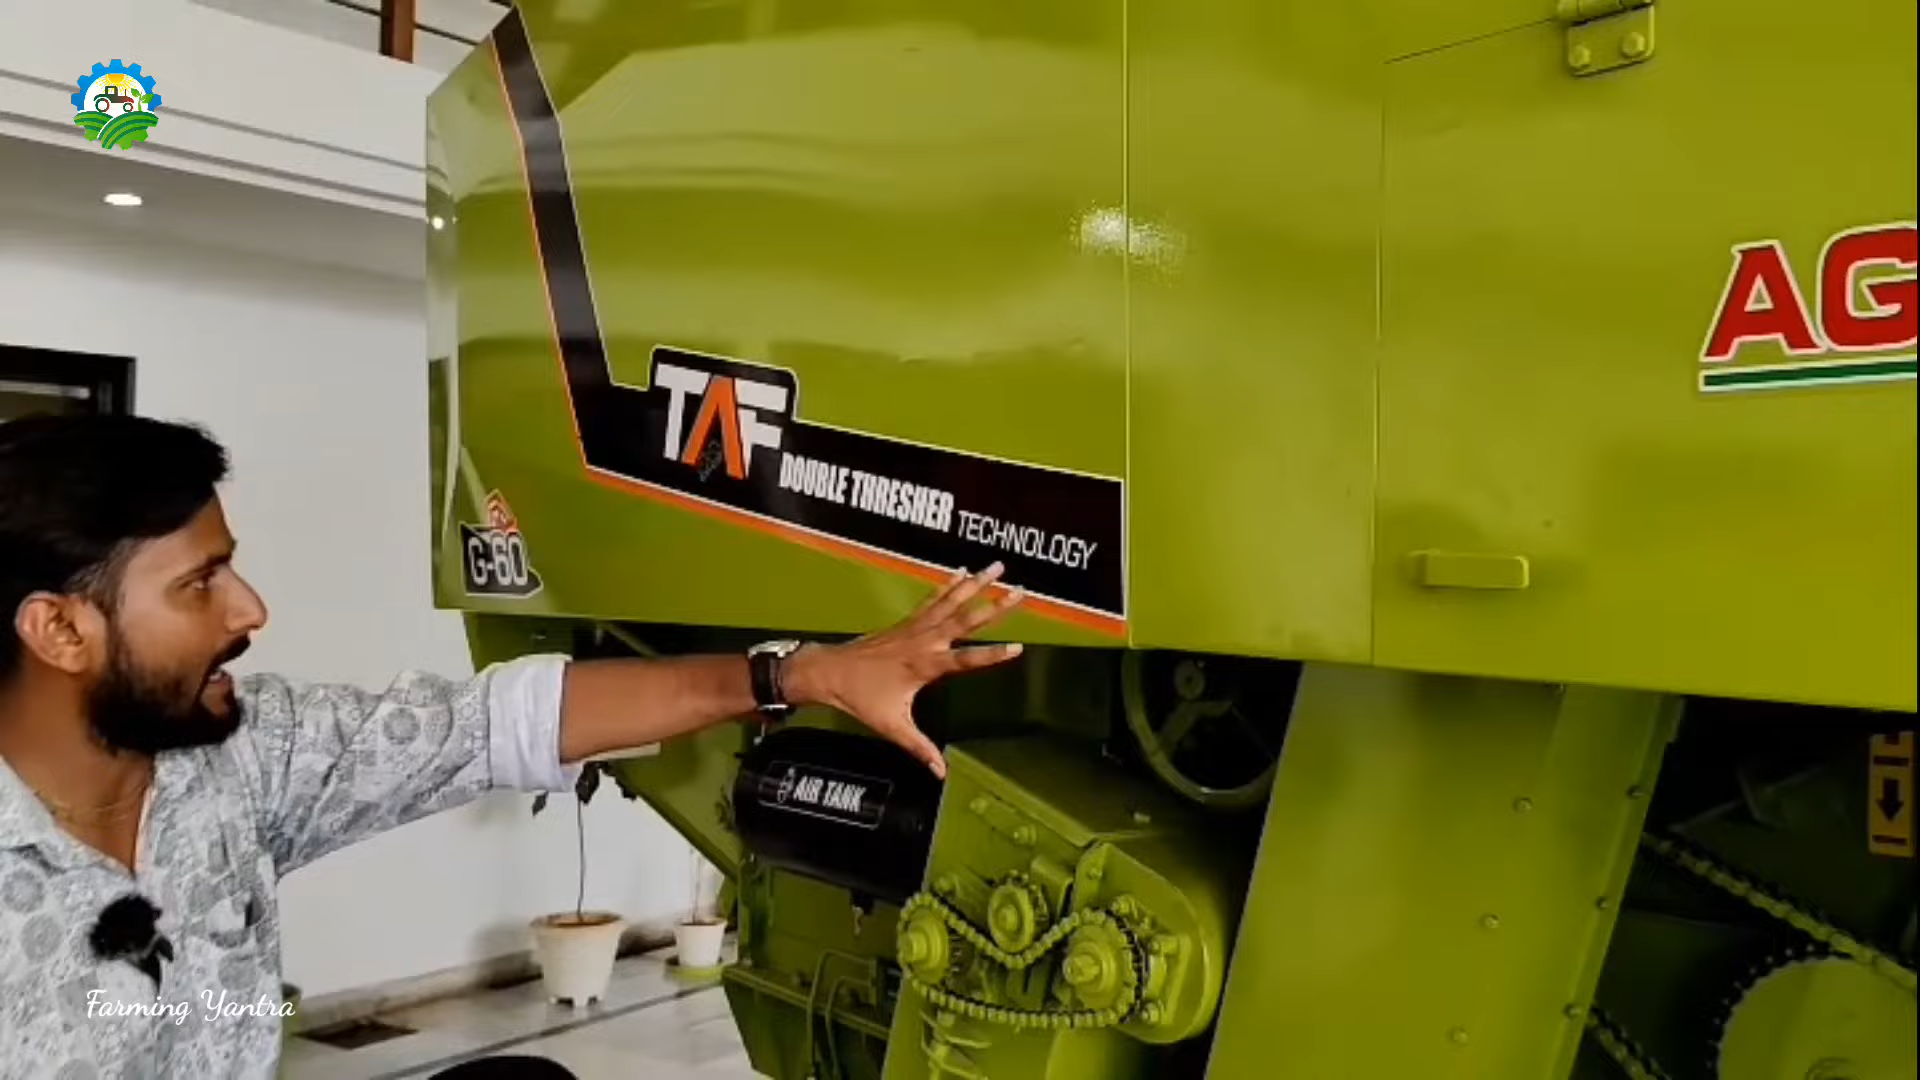 AG
TAF
DOUBLE THRESHER TECHNOLOGY
G-60
AIR TANK
Farming Yantra